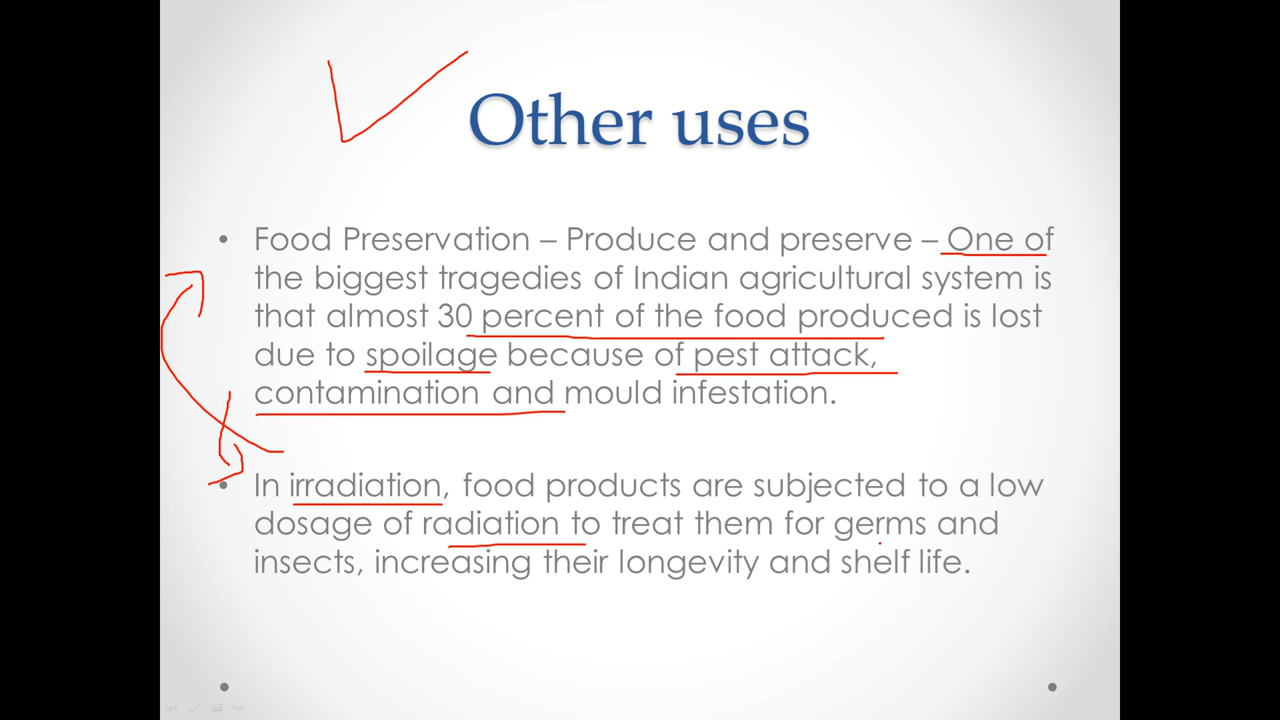 Other uses
• Food Preservation – Produce and preserve – One of
the biggest tragedies of Indian agricultural system is
that almost 30 percent of the food produced is lost
due to spoilage because of pest attack,
contamination and mould infestation.
• In irradiation, food products are subjected to a low
dosage of radiation to treat them for germs and
insects, increasing their longevity and shelf life.